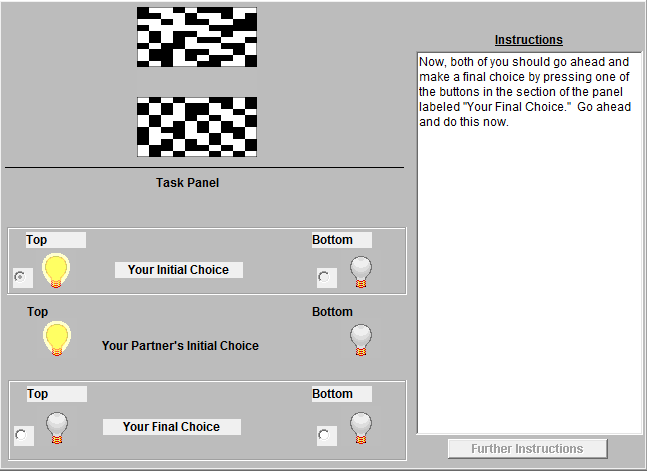 Instructions
Now, both of you should go ahead and
make a final choice by pressing one of
the buttons in the section of the panel
labeled "Your Final Choice."  Go ahead
and do this now.
Task Panel
Top
Bottom
Your Initial Choice
Top
Bottom
Your Partner's Initial Choice
Top
Bottom
Your Final Choice
Further Instructions